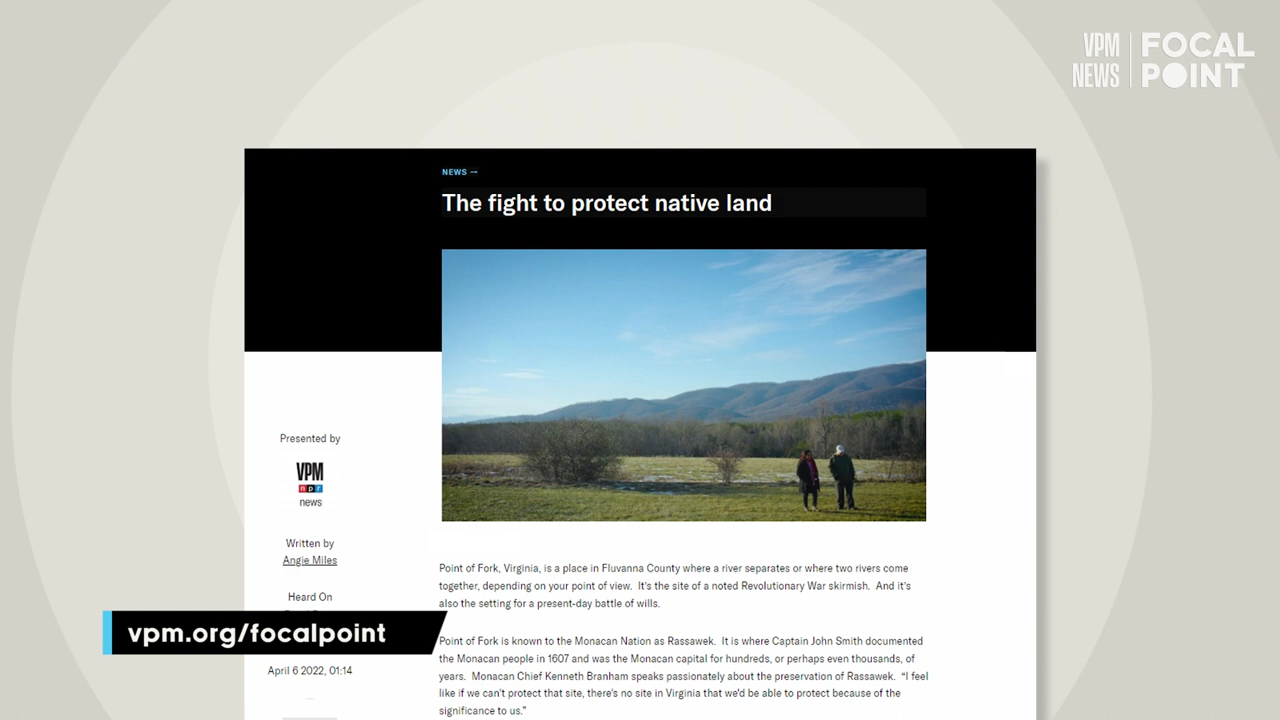 VPM NEWS FOCAL POINT
NEWS —
The fight to protect native land
Presented by
VPM
npr
news
Written by
Angie Miles
Heard On
vpm.org/focalpoint
April 6 2022, 01:14
Point of Fork, Virginia, is a place in Fluvanna County where a river separates or where two rivers come
together, depending on your point of view. It's the site of a noted Revolutionary War skirmish. And it's
also the setting for a present-day battle of wills.
Point of Fork is known to the Monacan Nation as Rassawek. It is where Captain John Smith documented
the Monacan people in 1607 and was the Monacan capital for hundreds, or perhaps even thousands, of
years. Monacan Chief Kenneth Branham speaks passionately about the preservation of Rassawek. “I feel
like if we can't protect that site, there's no site in Virginia that we'd be able to protect because of the
significance to us.”